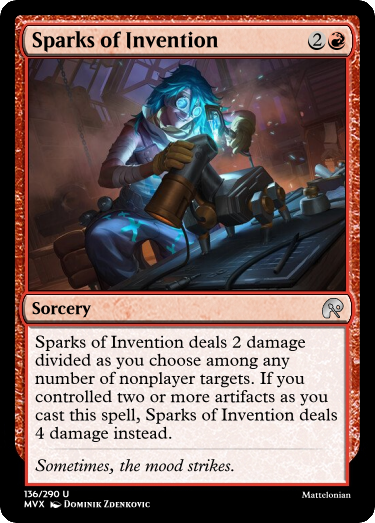 Sparks of Invention 2
Sorcery
Sparks of Invention deals 2 damage
divided as you choose among any
number of nonplayer targets. If you
controlled two or more artifacts as you
cast this spell, Sparks of Invention deals
4 damage instead.
Sometimes, the mood strikes.
136/290 U
MVX Dominik Zdenkovic
Mattelonian